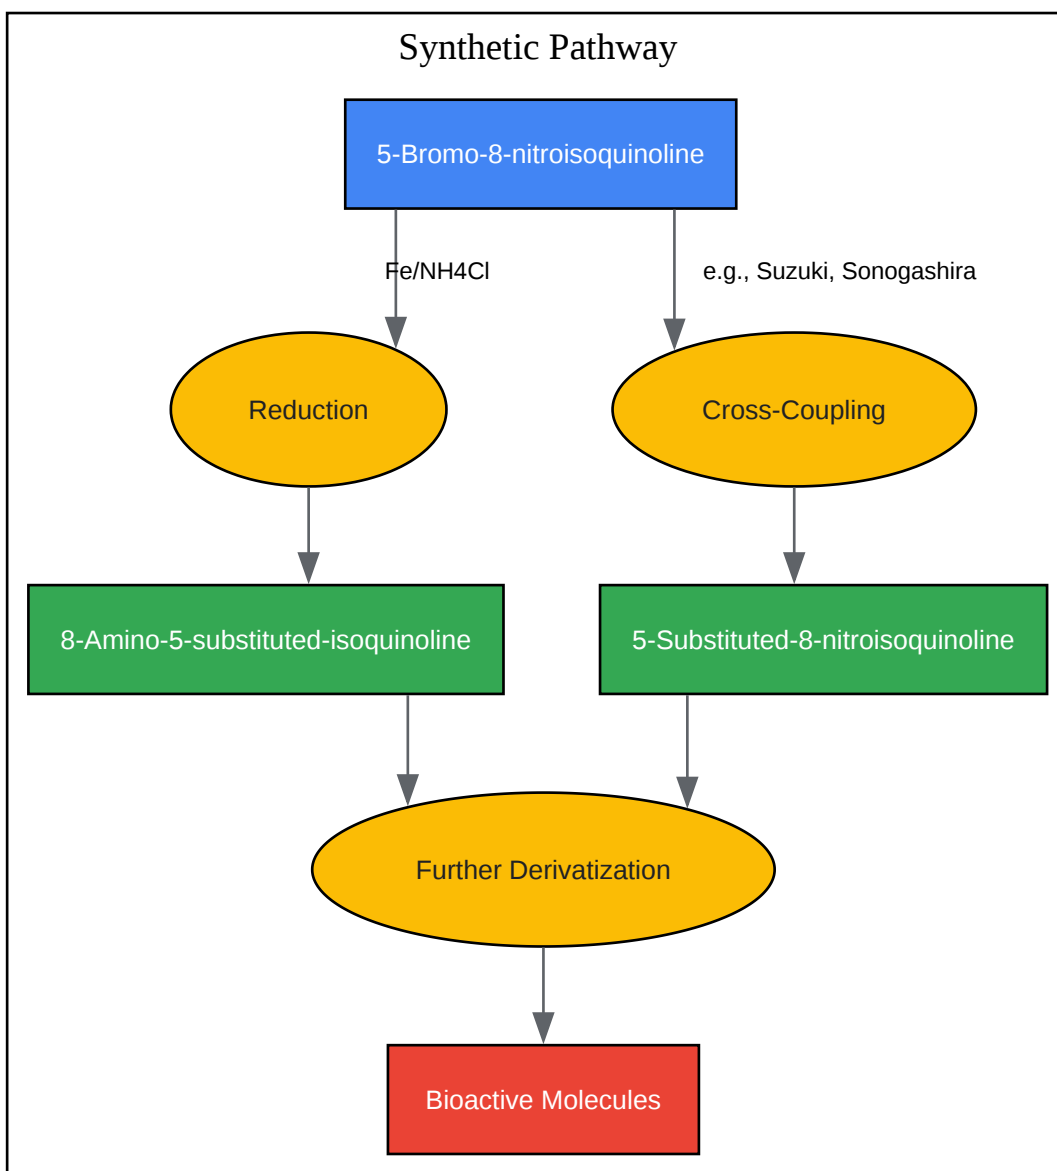 Synthetic Pathway
5-Bromo-8-nitroisoquinoline
Fe/NH4Cl
e.g., Suzuki, Sonogashira
Reduction
Cross-Coupling
8-Amino-5-substituted-isoquinoline
5-Substituted-8-nitroisoquinoline
Further Derivatization
Bioactive Molecules